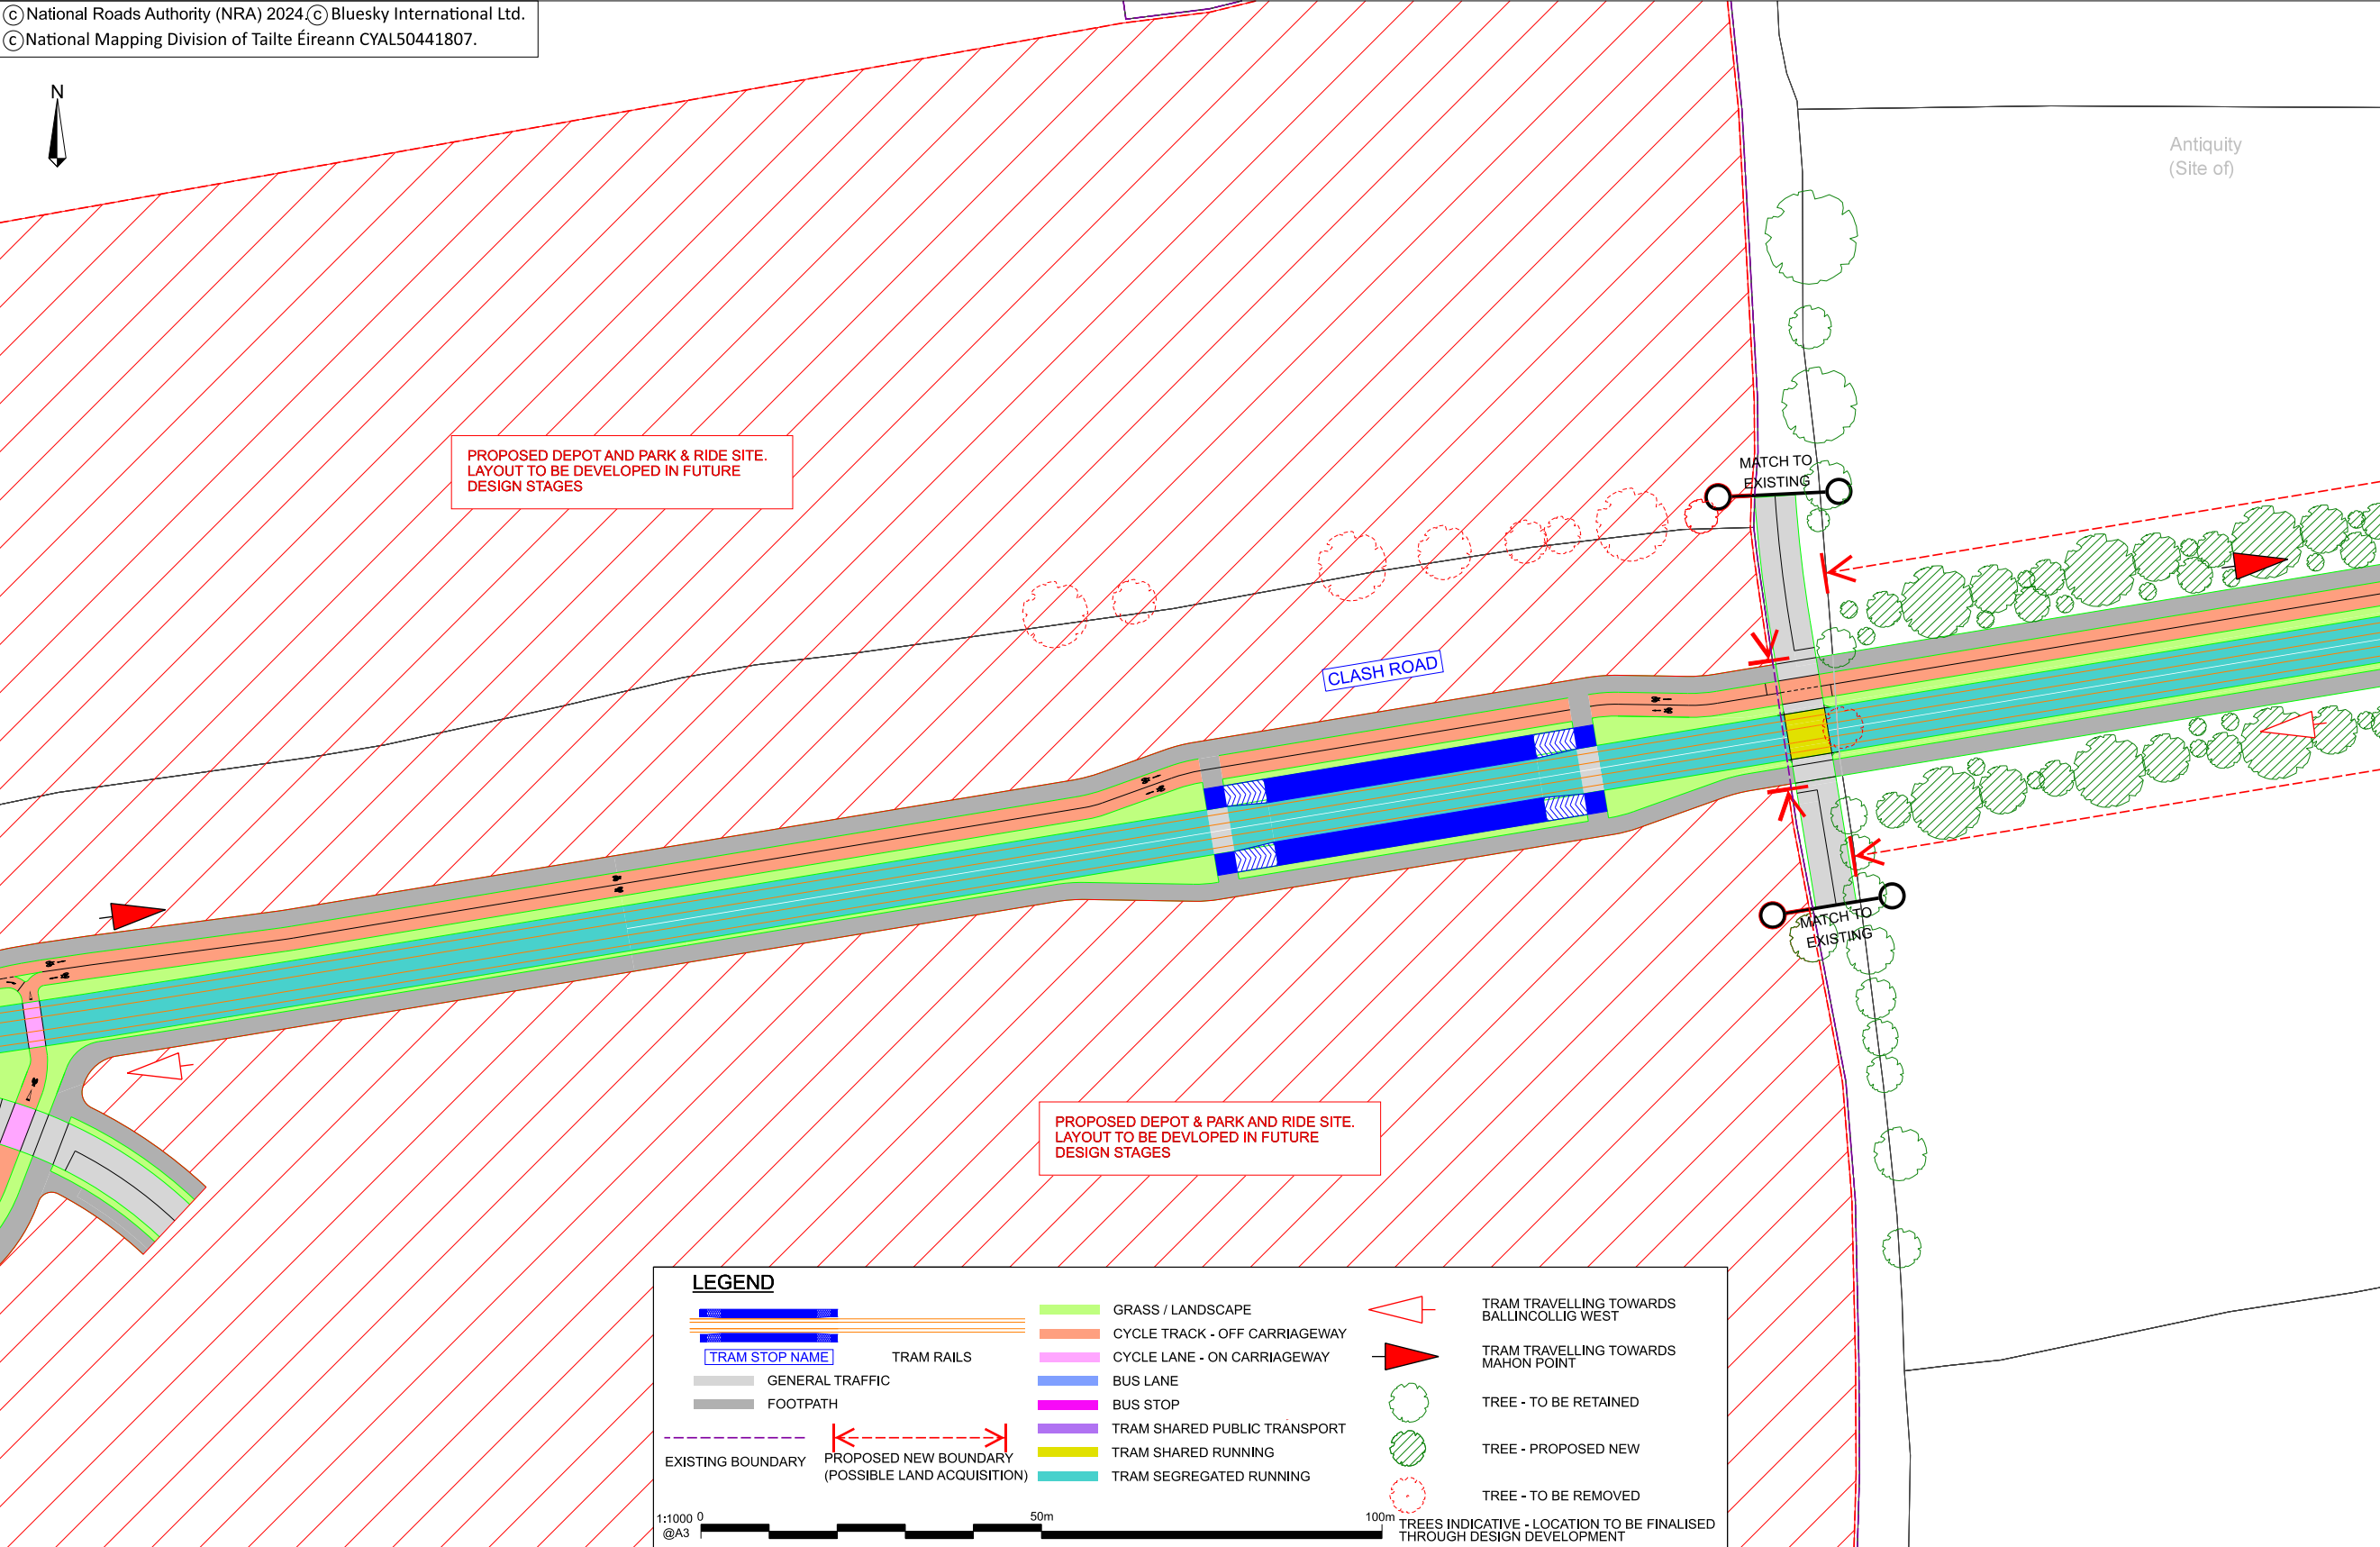 ©National Roads Authority (NRA) 2024.© Bluesky International Ltd.
©National Mapping Division of Tailte Éireann CYAL50441807.
N
Antiquity
(Site of)
PROPOSED DEPOT AND PARK & RIDE SITE.
LAYOUT TO BE DEVELOPED IN FUTURE
DESIGN STAGES
MATCH TO
EXISTING
CLASH ROAD
MATCH TO
EXISTING
PROPOSED DEPOT & PARK AND RIDE SITE.
LAYOUT TO BE DEVLOPED IN FUTURE
DESIGN STAGES
LEGEND
TRAM STOP NAME
TRAM RAILS
GENERAL TRAFFIC
FOOTPATH
EXISTING BOUNDARY
PROPOSED NEW BOUNDARY
(POSSIBLE LAND ACQUISITION)
GRASS / LANDSCAPE
CYCLE TRACK - OFF CARRIAGEWAY
CYCLE LANE - ON CARRIAGEWAY
BUS LANE
BUS STOP
TRAM SHARED PUBLIC TRANSPORT
TRAM SHARED RUNNING
TRAM SEGREGATED RUNNING
TRAM TRAVELLING TOWARDS
BALLINCOLLIG WEST
TRAM TRAVELLING TOWARDS
MAHON POINT
TREE - TO BE RETAINED
TREE - PROPOSED NEW
TREE - TO BE REMOVED
TREES INDICATIVE - LOCATION TO BE FINALISED
THROUGH DESIGN DEVELOPMENT
1:1000
@A3
0
50m
100m